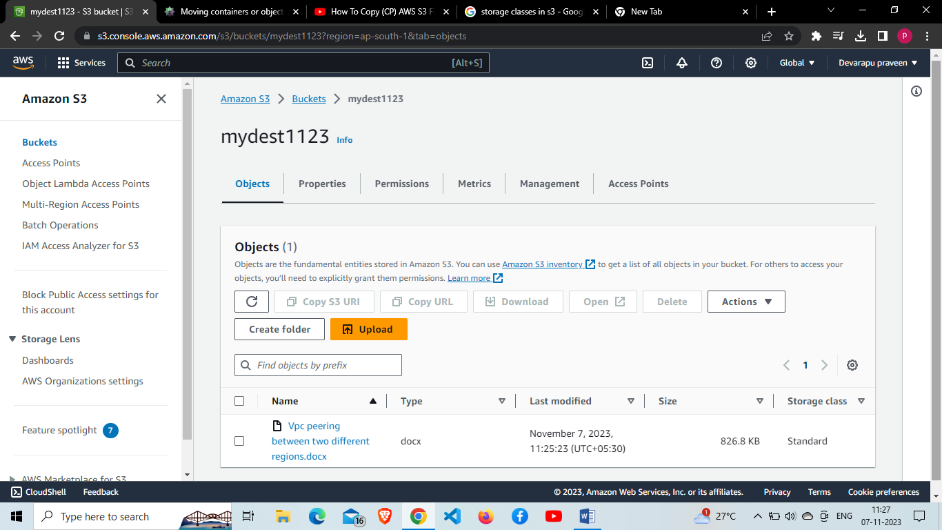 mydest1123 - S3 bucket | S3
Moving containers or object
How To Copy (CP) AWS S3 F
storage classes in s3 - Goog
New Tab
s3.console.aws.amazon.com/s3/buckets/mydest1123?region=ap-south-1&tab=objects
P
aws
Services
Search
[Alt+S]
Global
Devarapu praveen
Amazon S3
Buckets
Access Points
Object Lambda Access Points
Multi-Region Access Points
Batch Operations
IAM Access Analyzer for S3
Block Public Access settings for
this account
Storage Lens
Dashboards
AWS Organizations settings
Feature spotlight 7
AWS Marketplace for S3
Amazon S3 > Buckets > mydest1123
mydest1123 Info
Objects
Properties
Permissions
Metrics
Management
Access Points
Objects (1)
Objects are the fundamental entities stored in Amazon S3. You can use Amazon S3 inventory to get a list of all objects in your bucket. For others to access your
objects, you'll need to explicitly grant them permissions. Learn more
Copy S3 URI
Copy URL
Download
Open
Delete
Actions
Create folder
Upload
Find objects by prefix
1
Name
Type
Last modified
Size
Storage class
Vpc peering
between two different
regions.docx
docx
November 7, 2023,
11:25:23 (UTC+05:30)
826.8 KB
Standard
CloudShell
Feedback
© 2023, Amazon Web Services, Inc. or its affiliates.
Privacy
Terms
Cookie preferences
Type here to search
16
1
27°C
ENG
11:27
07-11-2023